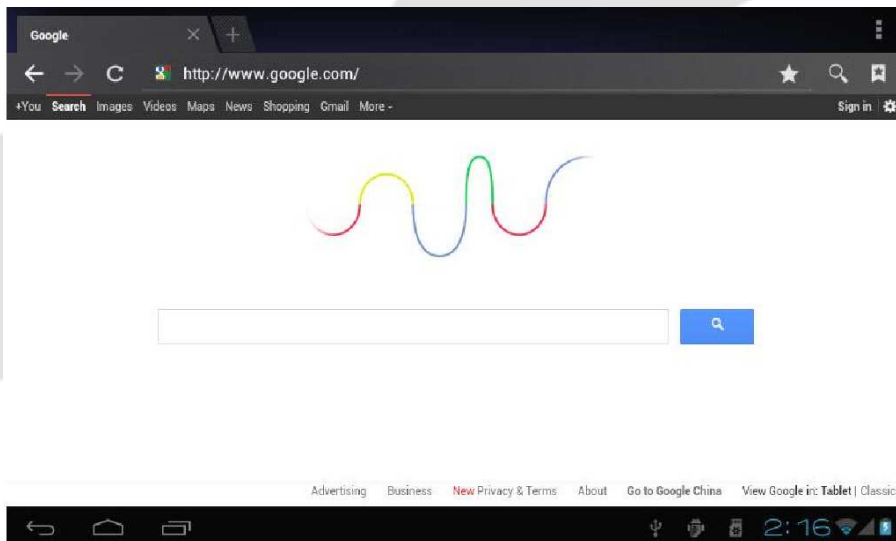 Google
http://www.google.com/
+You Search Images Videos Maps News Shopping Gmail More
Sign in
Advertising Business New Privacy & Terms About Go to Google China View Google in: Tablet | Classic
2:16